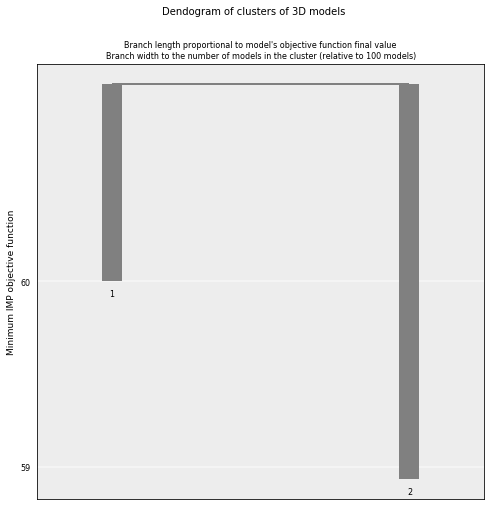 Dendogram of clusters of 3D models
Branch length proportional to model's objective function final value
Branch width to the number of models in the cluster (relative to 100 models)
Minimum IMP objective function
60
1
59
2